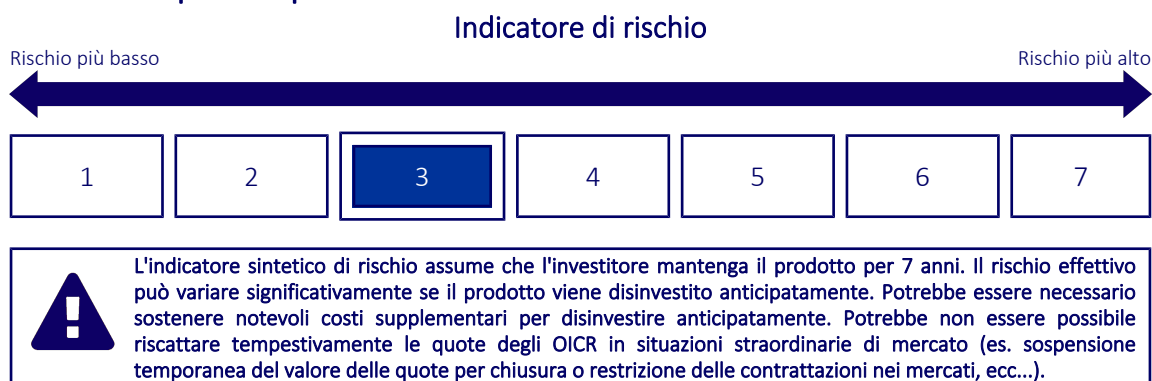 Indicatore di rischio
Rischio più basso
Rischio più alto
1 2 3 4 5 6 7
L'indicatore sintetico di rischio assume che l'investitore mantenga il prodotto per 7 anni. Il rischio effettivo
può variare significativamente se il prodotto viene disinvestito anticipatamente. Potrebbe essere necessario
sostenere notevoli costi supplementari per disinvestire anticipatamente. Potrebbe non essere possibile
riscattare tempestivamente le quote degli OICR in situazioni straordinarie di mercato (es. sospensione
temporanea del valore delle quote per chiusura o restrizione delle contrattazioni nei mercati, ecc...).